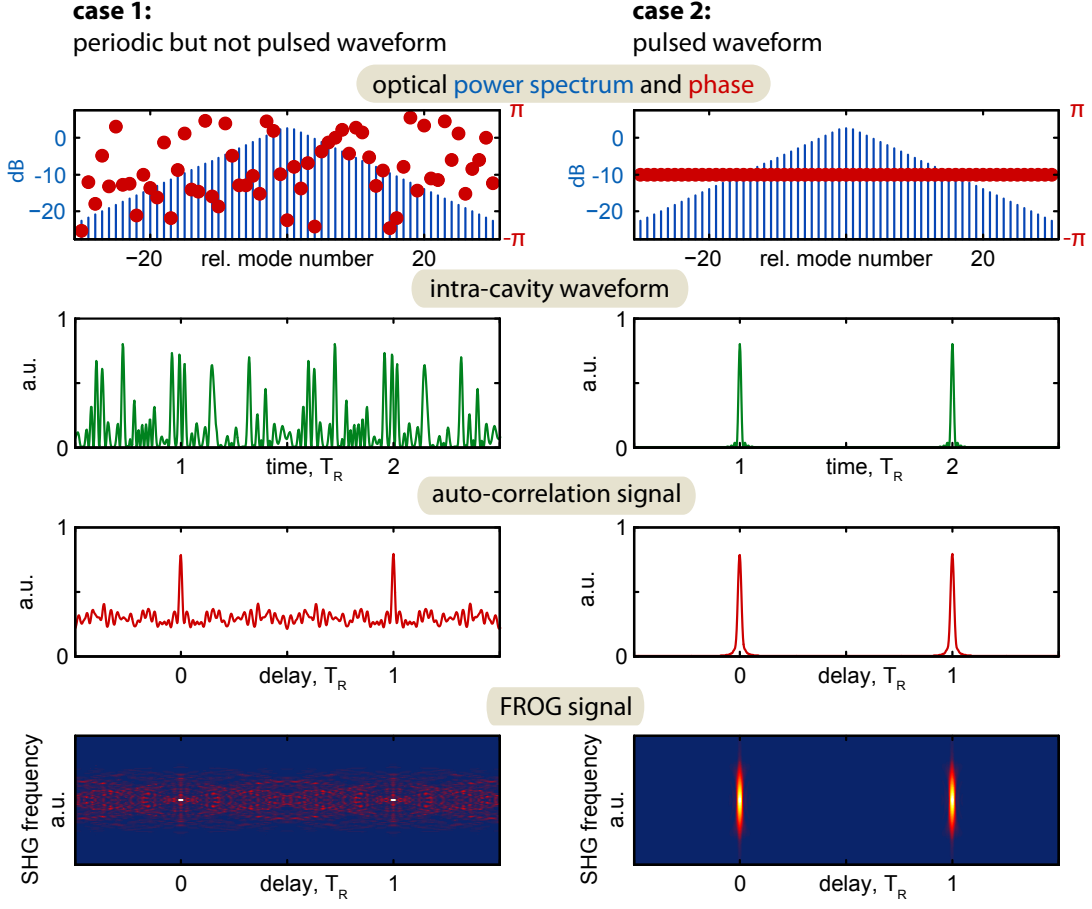 case 1:
periodic but not pulsed waveform
case 2:
pulsed waveform
optical power spectrum and phase
dB
0
-10
−20
π
-π
−20
rel. mode number
20
dB
0
-10
−20
π
-π
−20
rel. mode number
20
intra-cavity waveform
a.u.
1
0
1
time, T_R
2
a.u.
1
0
1
time, T_R
2
auto-correlation signal
a.u.
1
0
0
delay, T_R
1
a.u.
1
0
0
delay, T_R
1
FROG signal
SHG frequency
a.u.
0
delay, T_R
1
SHG frequency
a.u.
0
delay, T_R
1